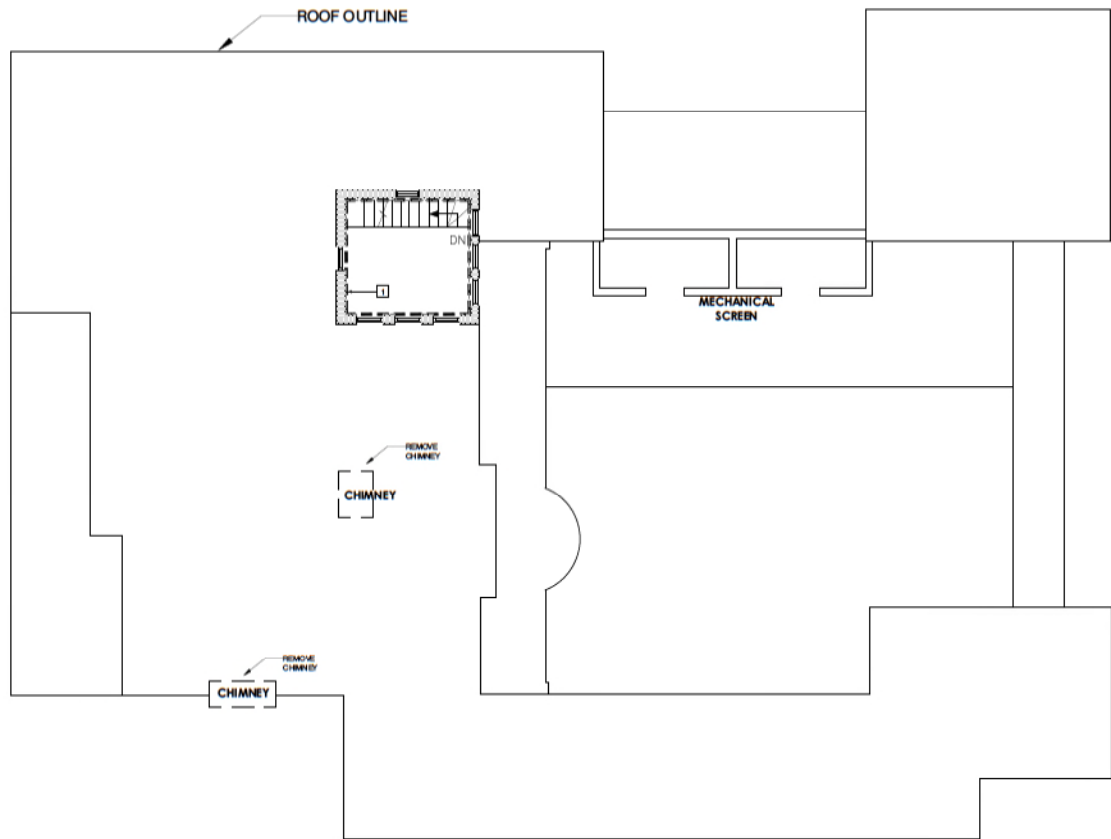 ROOF OUTLINE
DN
1
MECHANICAL
SCREEN
REMOVE
CHIMNEY
CHIMNEY
REMOVE
CHIMNEY
CHIMNEY